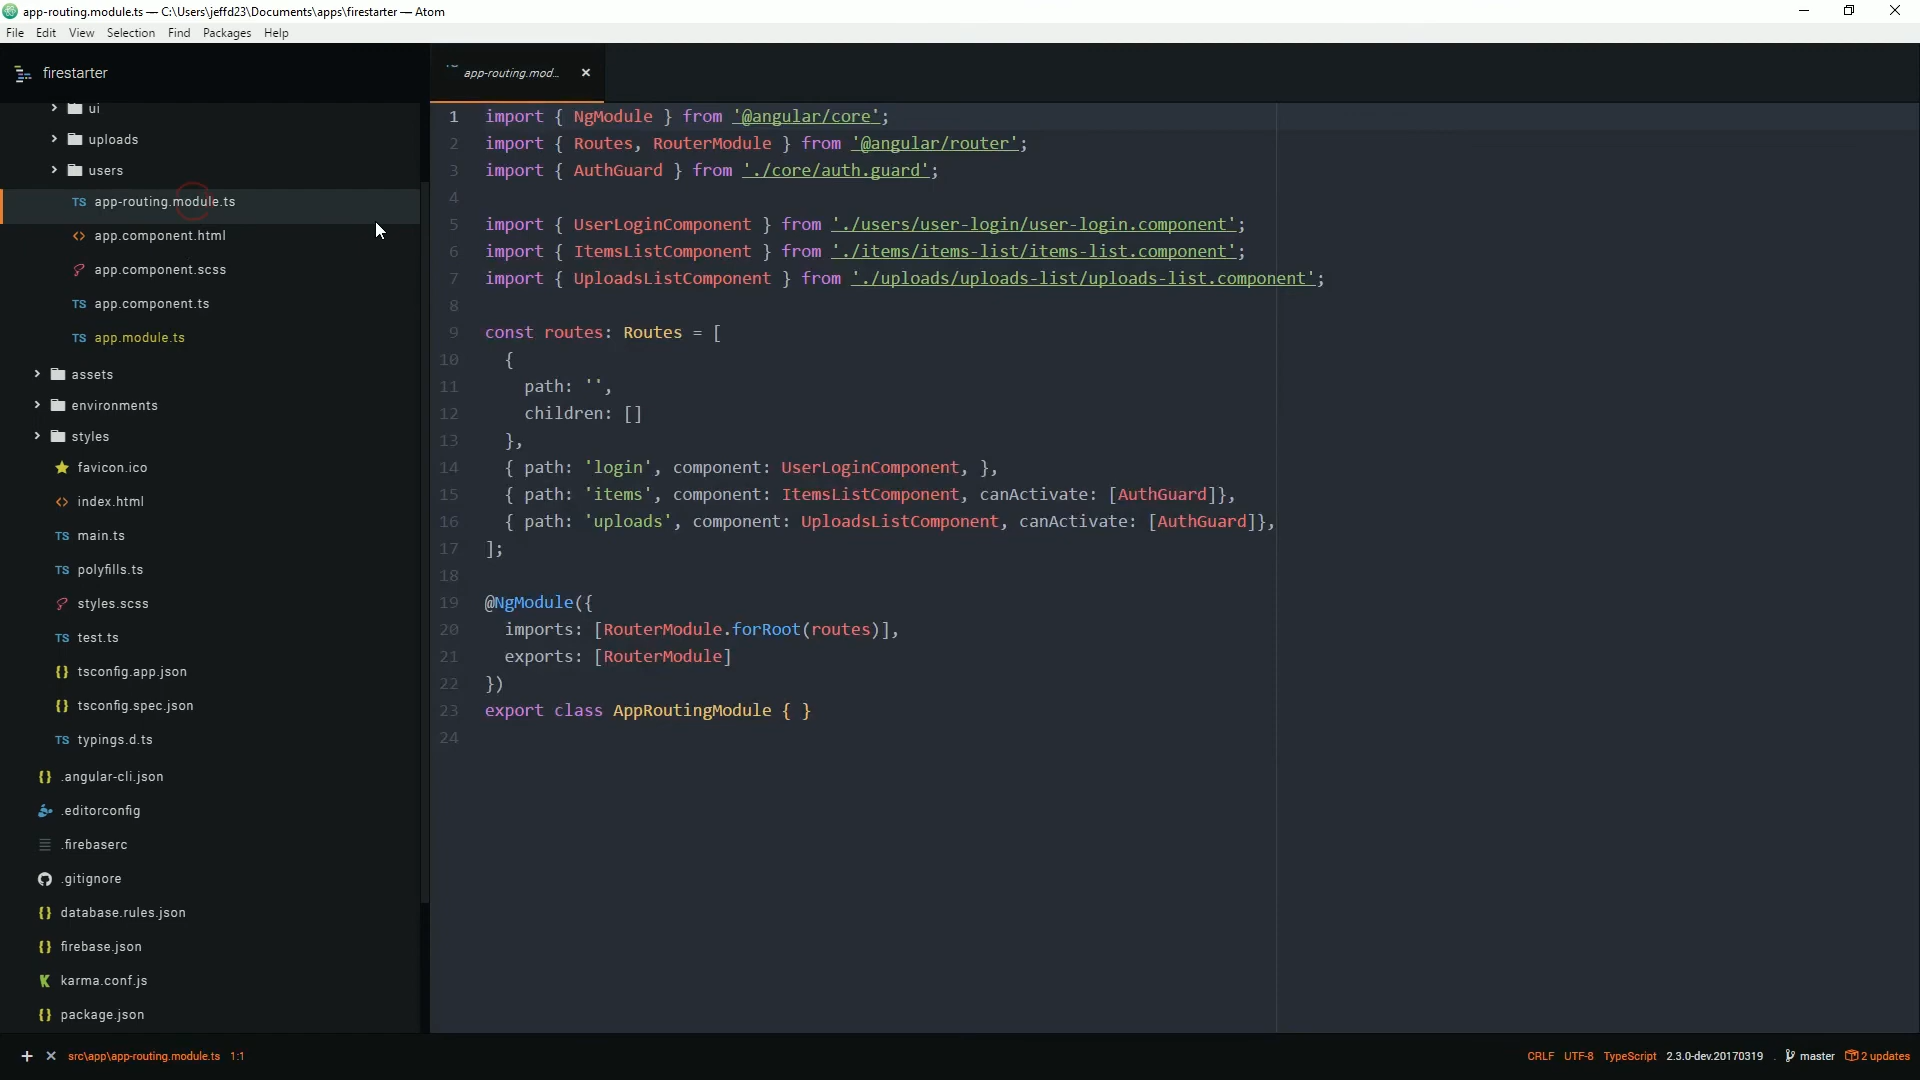 app-routing.module.ts — C:\Users\jeffd23\Documents\apps\firestarter — Atom
File Edit View Selection Find Packages Help
firestarter
ui
uploads
users
TS app-routing.module.ts
<> app.component.html
app.component.scss
TS app.component.ts
TS app.module.ts
assets
environments
styles
favicon.ico
<> index.html
TS main.ts
TS polyfills.ts
styles.scss
TS test.ts
{} tsconfig.app.json
{} tsconfig.spec.json
TS typings.d.ts
{} .angular-cli.json
.editorconfig
.firebaserc
.gitignore
{} database.rules.json
{} firebase.json
karma.conf.js
{} package.json
app-routing.mod…
1 import { NgModule } from '@angular/core';
2 import { Routes, RouterModule } from '@angular/router';
3 import { AuthGuard } from './core/auth.guard';
4
5 import { UserLoginComponent } from './users/user-login/user-login.component';
6 import { ItemsListComponent } from './items/items-list/items-list.component';
7 import { UploadsListComponent } from './uploads/uploads-list/uploads-list.component';
8
9 const routes: Routes = [
10 {
11 path: '',
12 children: []
13 },
14 { path: 'login', component: UserLoginComponent, },
15 { path: 'items', component: ItemsListComponent, canActivate: [AuthGuard]},
16 { path: 'uploads', component: UploadsListComponent, canActivate: [AuthGuard]},
17 ];
18
19 @NgModule({
20 imports: [RouterModule.forRoot(routes)],
21 exports: [RouterModule]
22 })
23 export class AppRoutingModule { }
24
src\app\app-routing.module.ts 1:1
CRLF UTF-8 TypeScript 2.3.0-dev.20170319 . master 2 updates